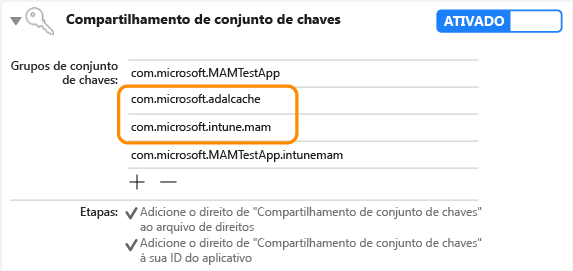 Compartilhamento de conjunto de chaves
ATIVADO
Grupos de conjunto
de chaves:
com.microsoft.MAMTestApp
com.microsoft.adalcache
com.microsoft.intune.mam
com.microsoft.MAMTestApp.intunemam
Etapas:
Adicione o direito de "Compartilhamento de conjunto de chaves"
ao arquivo de direitos
Adicione o direito de "Compartilhamento de conjunto de chaves"
à sua ID do aplicativo